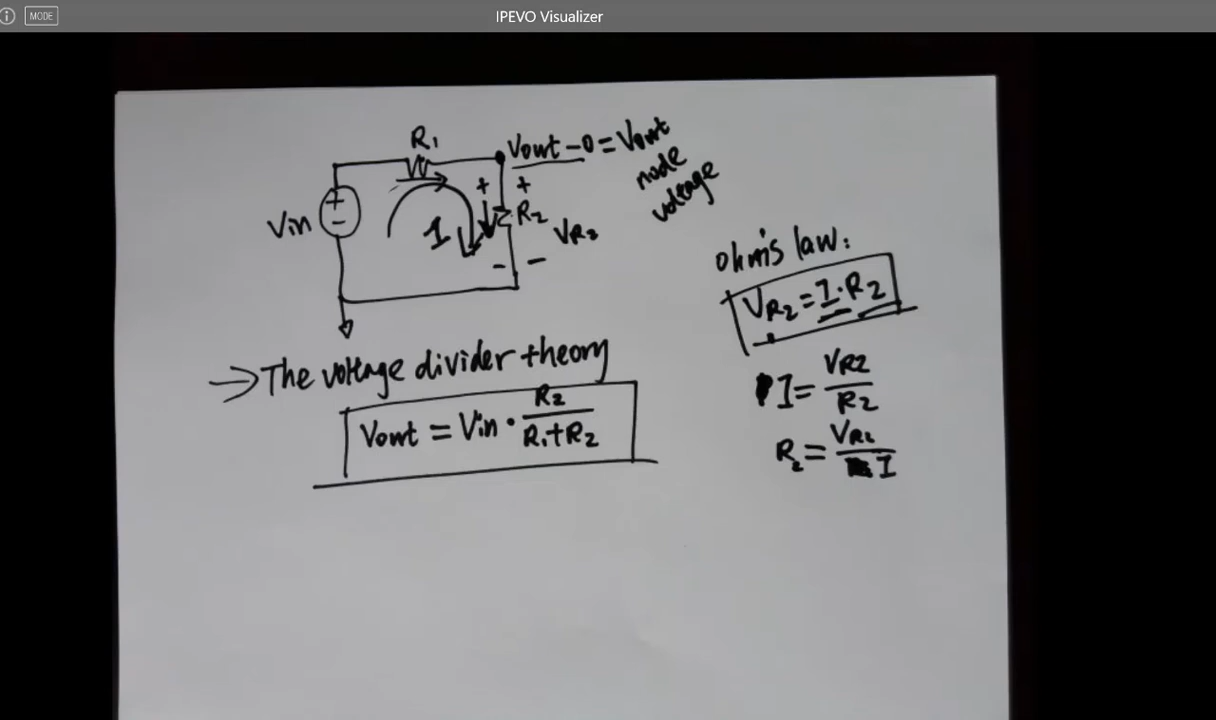 MODE
IPEVO Visualizer
R₁
Vout - 0 = Vout
node
voltage
+ +
R₂
VR₂
- -
+
-
Vin
I
ohm's law:
VR₂ = I · R₂
I = VR2 / R2
R₂ = VR₂ / I
→ The voltage divider theory
Vout = Vin · R₂ / R₁+R₂